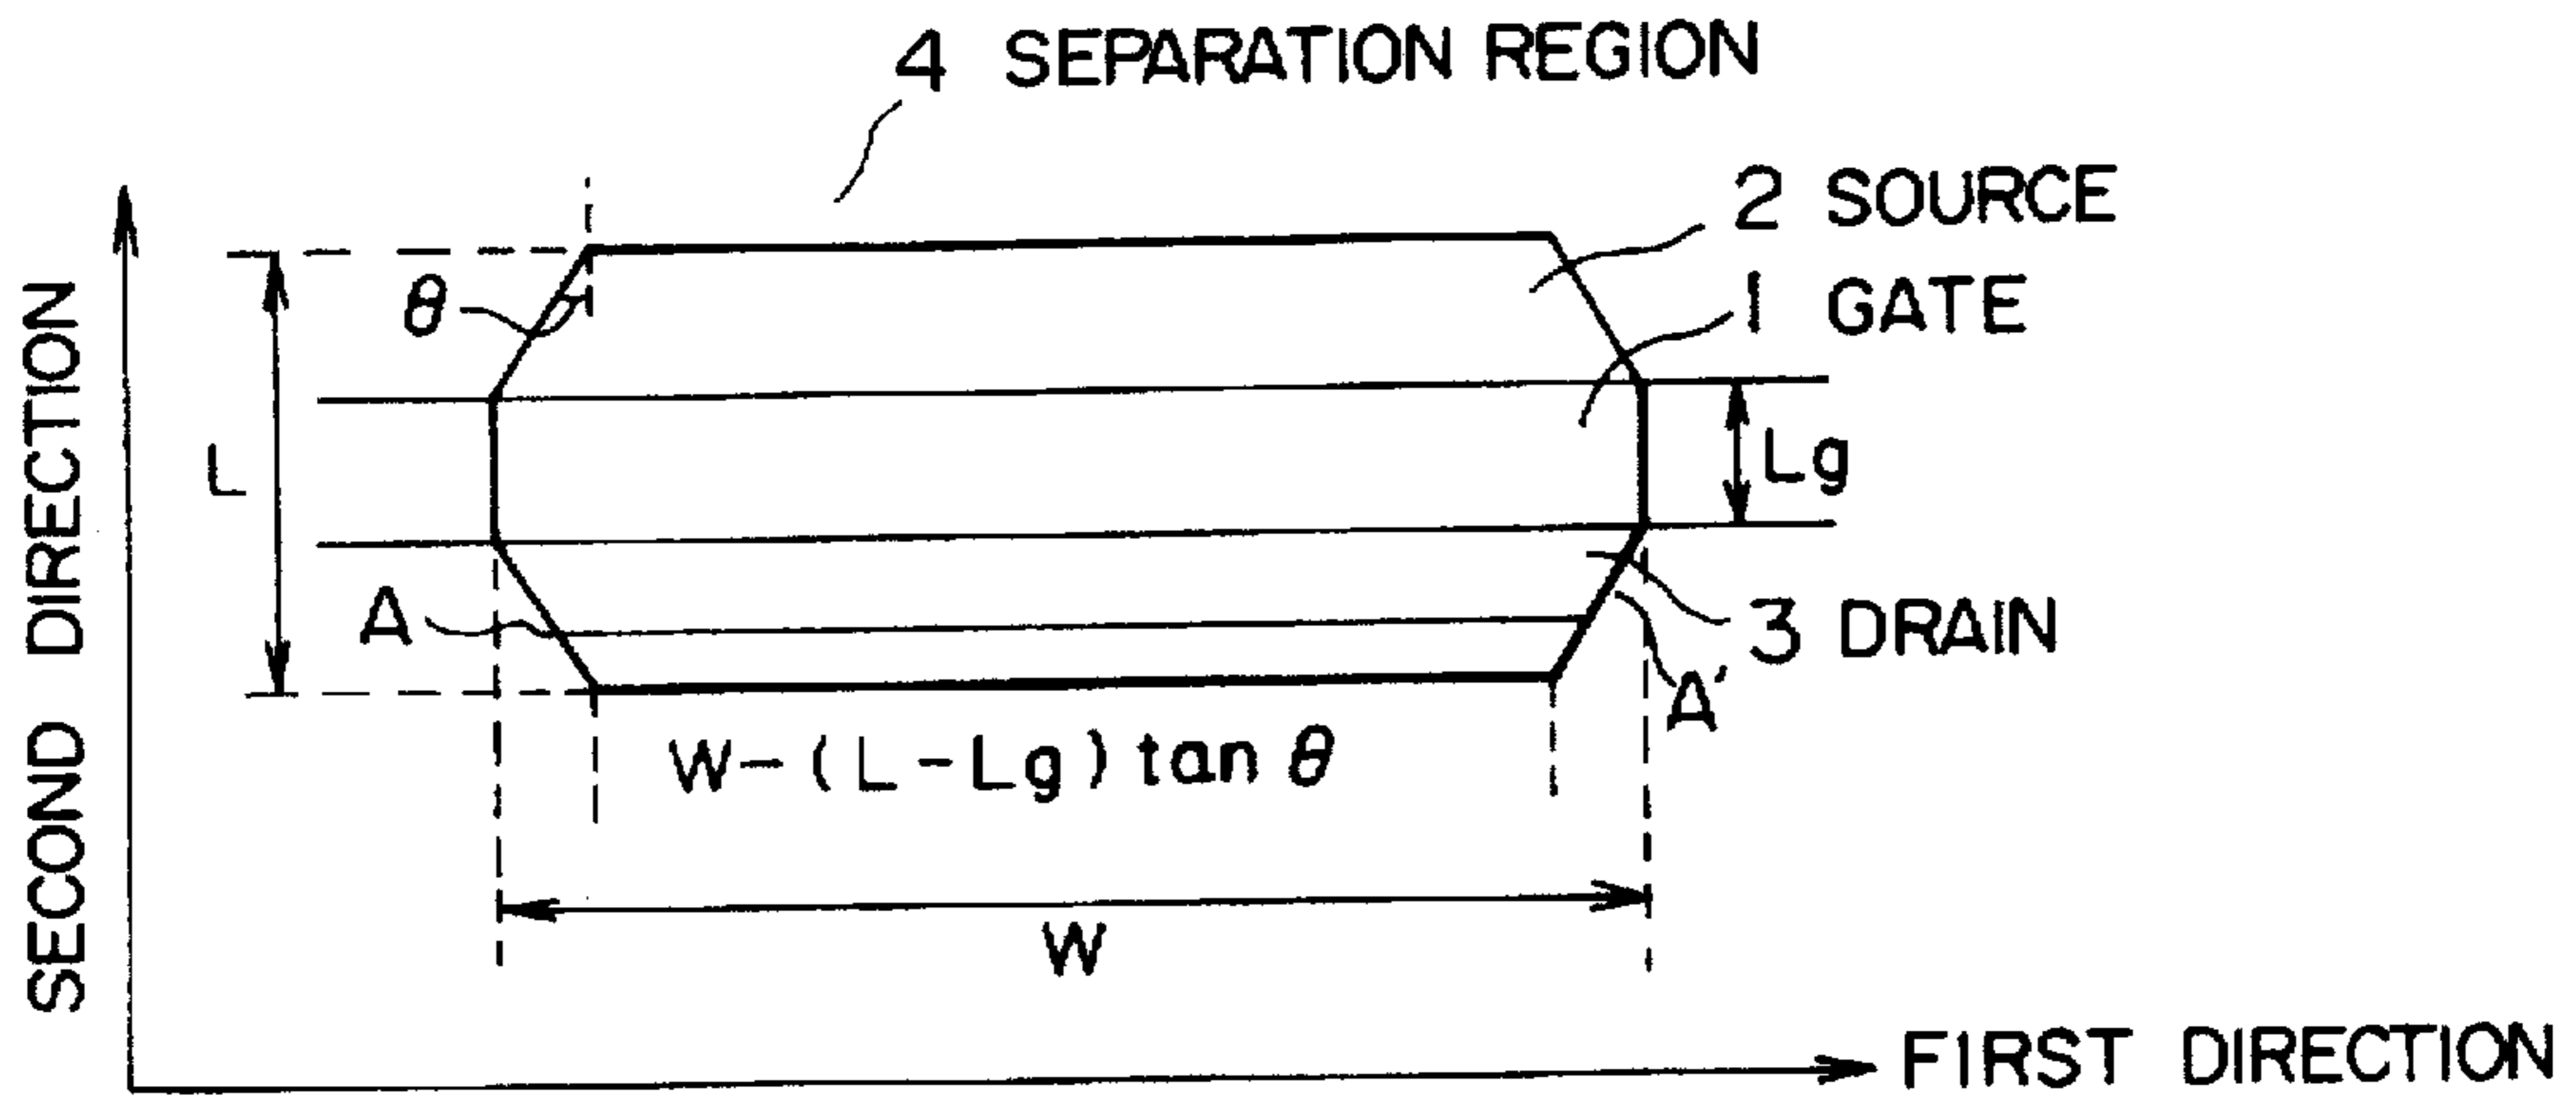 4 SEPARATION REGION
2 SOURCE
1 GATE
θ
L
Lg
A
3 DRAIN
A'
W-(L-Lg)tan θ
W
SECOND DIRECTION
FIRST DIRECTION